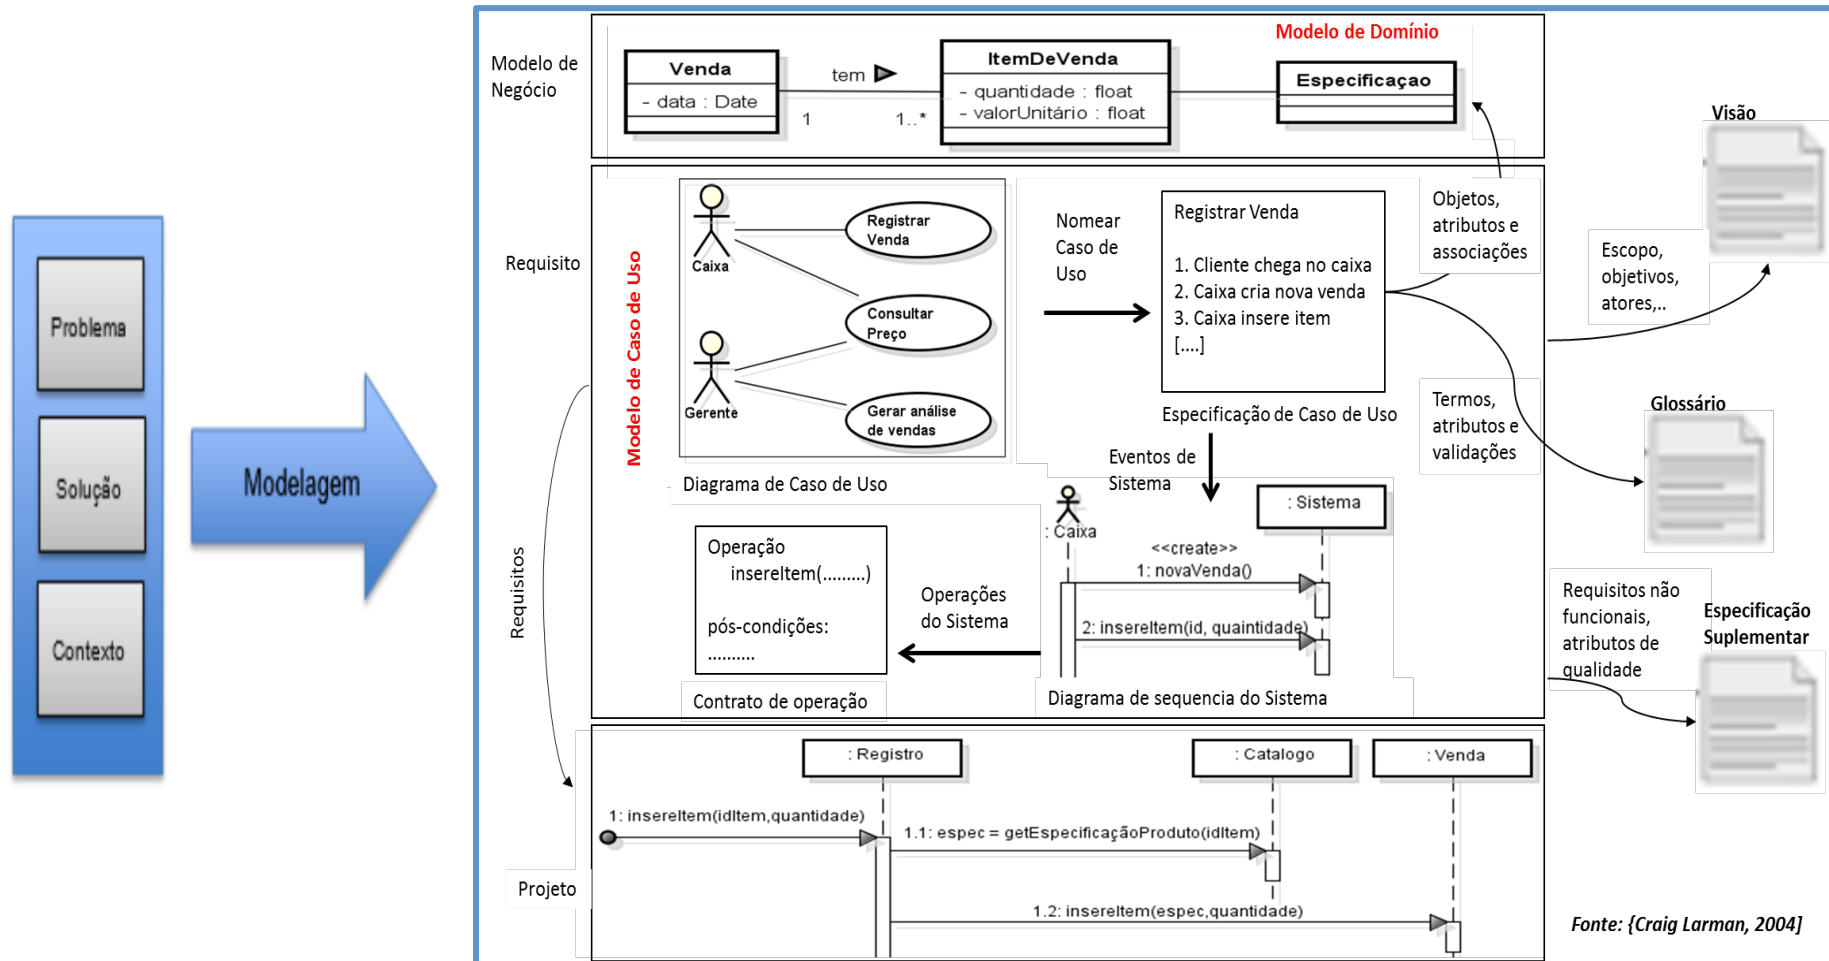 Problema
Solução
Contexto
Modelagem
Modelo de
Negócio
Venda
- data : Date
tem
1
1..*
ItemDeVenda
- quantidade : float
- valorUnitário : float
Modelo de Domínio
Especificaçao
Requisito
Modelo de Caso de Uso
Caixa
Gerente
Registrar
Venda
Consultar
Preço
Gerar análise
de vendas
Diagrama de Caso de Uso
Nomear
Caso de
Uso
Registrar Venda
1. Cliente chega no caixa
2. Caixa cria nova venda
3. Caixa insere item
[....]
Especificação de Caso de Uso
Objetos,
atributos e
associações
Termos,
atributos e
validações
Eventos de
Sistema
: Caixa
: Sistema
<<create>>
1: novaVenda()
2: insereItem(id, quaintidade)
Diagrama de sequencia do Sistema
Operações
do Sistema
Operação
insereItem(.........)
pós-condições:
..........
Contrato de operação
Requisitos
Visão
Escopo,
objetivos,
atores,..
Glossário
Requisitos não
funcionais,
atributos de
qualidade
Especificação
Suplementar
Projeto
: Registro
: Catalogo
: Venda
1: insereItem(idItem,quantidade)
1.1: espec = getEspecificaçãoProduto(idItem)
1.2: insereItem(espec,quantidade)
Fonte: {Craig Larman, 2004]